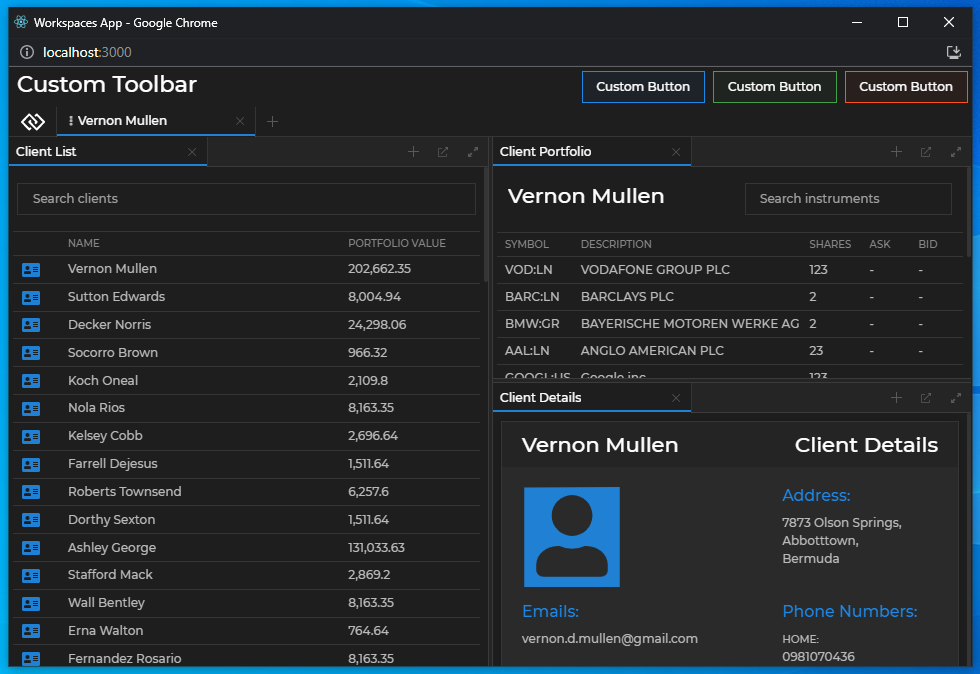 Workspaces App - Google Chrome
localhost:3000
Custom Toolbar
Custom Button Custom Button Custom Button
Vernon Mullen
Client List
Search clients
NAME PORTFOLIO VALUE
Vernon Mullen 202,662.35
Sutton Edwards 8,004.94
Decker Norris 24,298.06
Socorro Brown 966.32
Koch Oneal 2,109.8
Nola Rios 8,163.35
Kelsey Cobb 2,696.64
Farrell Dejesus 1,511.64
Roberts Townsend 6,257.6
Dorthy Sexton 1,511.64
Ashley George 131,033.63
Stafford Mack 2,869.2
Wall Bentley 8,163.35
Erna Walton 764.64
Fernandez Rosario 8,163.35
Client Portfolio
Vernon Mullen
Search instruments
SYMBOL DESCRIPTION SHARES ASK BID
VOD:LN VODAFONE GROUP PLC 123 - -
BARC:LN BARCLAYS PLC 2 - -
BMW:GR BAYERISCHE MOTOREN WERKE AG 2 - -
AAL:LN ANGLO AMERICAN PLC 23 - -
GOOGL:US Google inc 123
Client Details
Vernon Mullen Client Details
Address:
7873 Olson Springs,
Abbotttown,
Bermuda
Emails:
vernon.d.mullen@gmail.com
Phone Numbers:
HOME:
0981070436